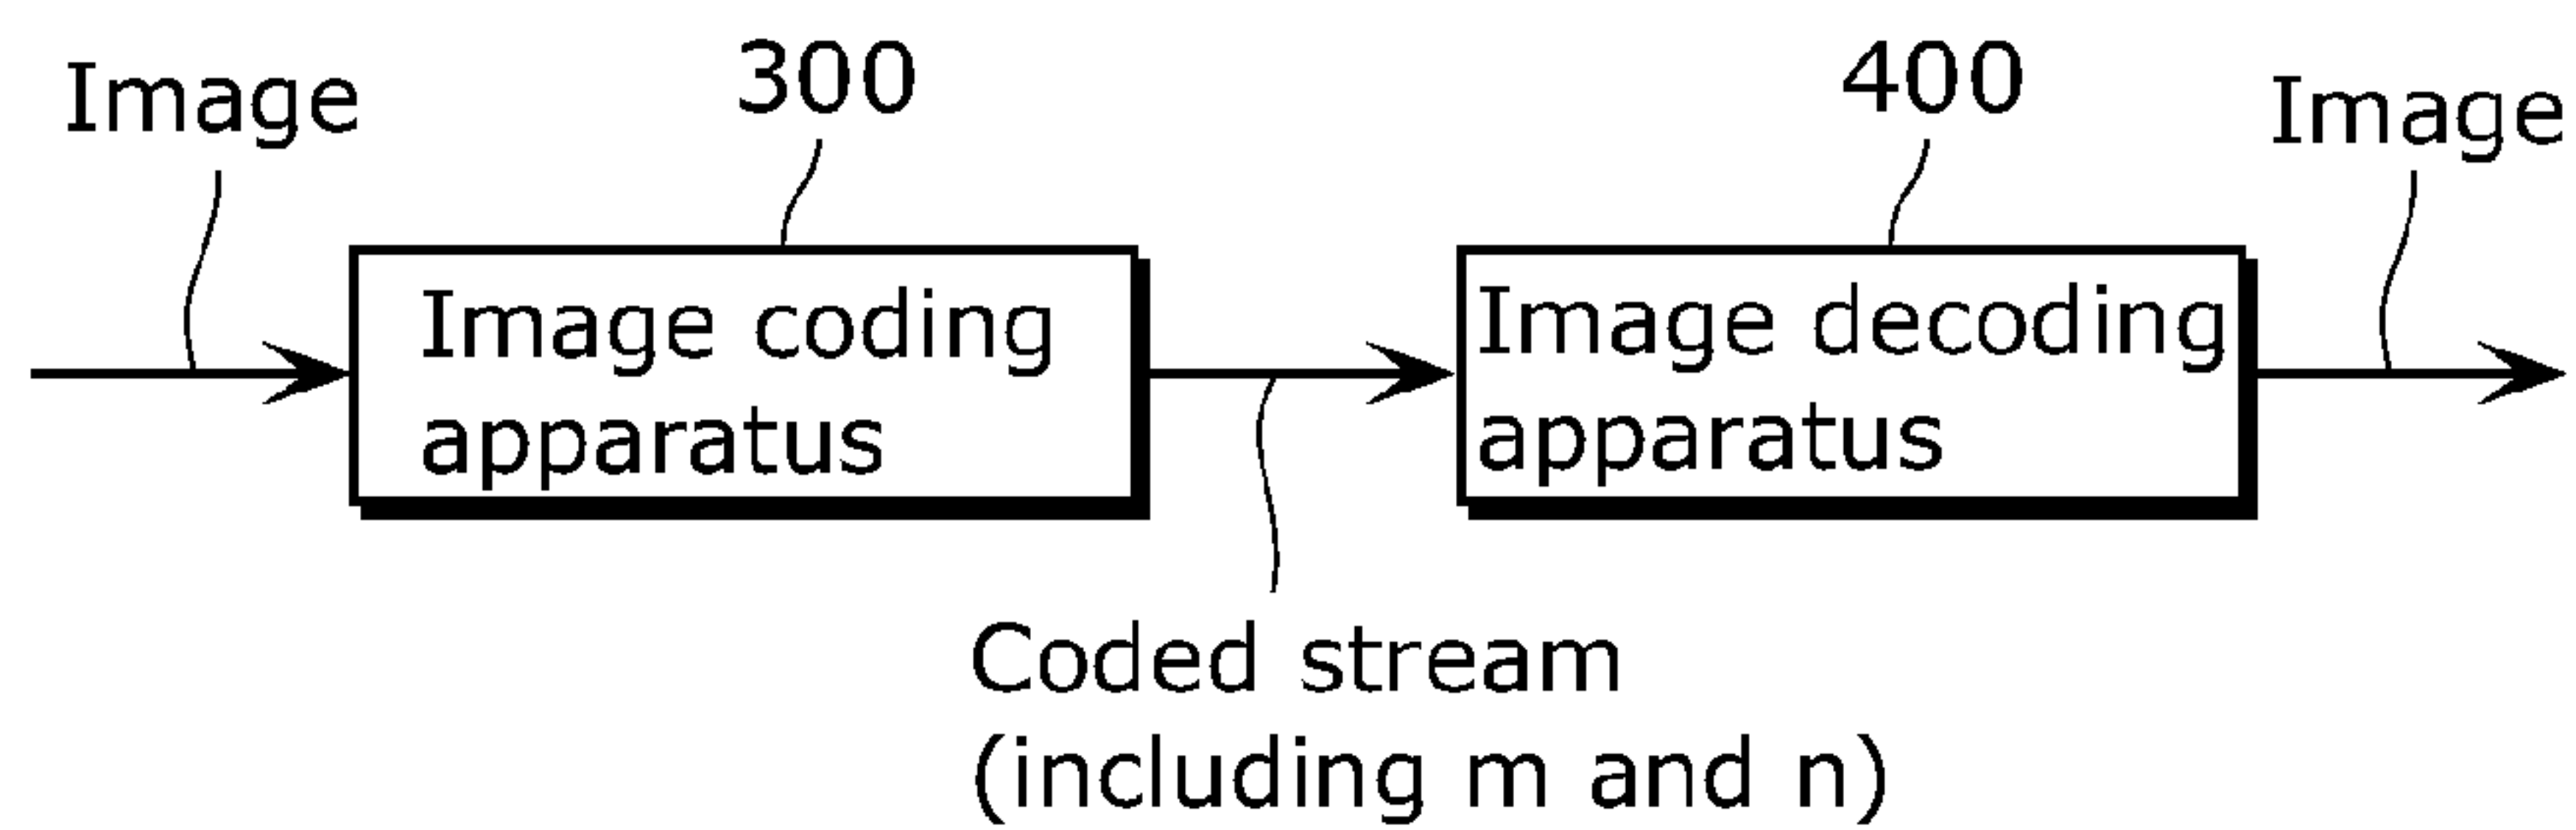 Image
300
400
Image
Image coding
apparatus
Image decoding
apparatus
Coded stream
(including m and n)